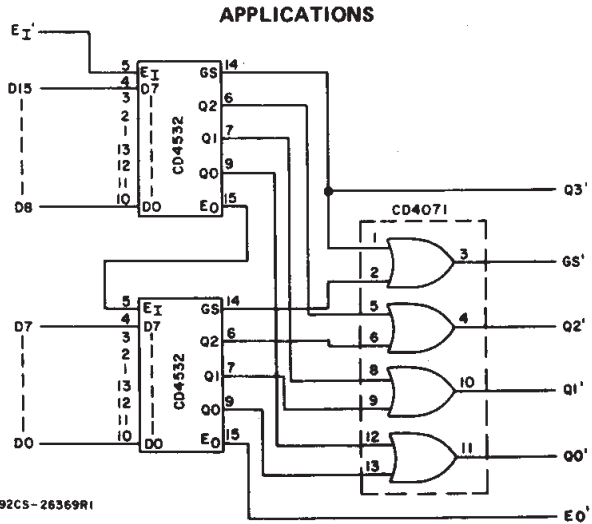 APPLICATIONS
EI'
5 EI GS 14
D15 4 D7
3
2 Q2 6
1
13 Q1 7
12
11 Q0 9
D8 10 D0 EO 15
CD4532
Q3'
CD4071
1
2
3 GS'
5 EI GS 14
D7 4 D7
3
2 Q2 6
1
13 Q1 7
12
11 Q0 9
D0 10 D0 EO 15
CD4532
5
6
4 Q2'
8
9
10 Q1'
12
13
11 Q0'
EO'
92CS-26369R1